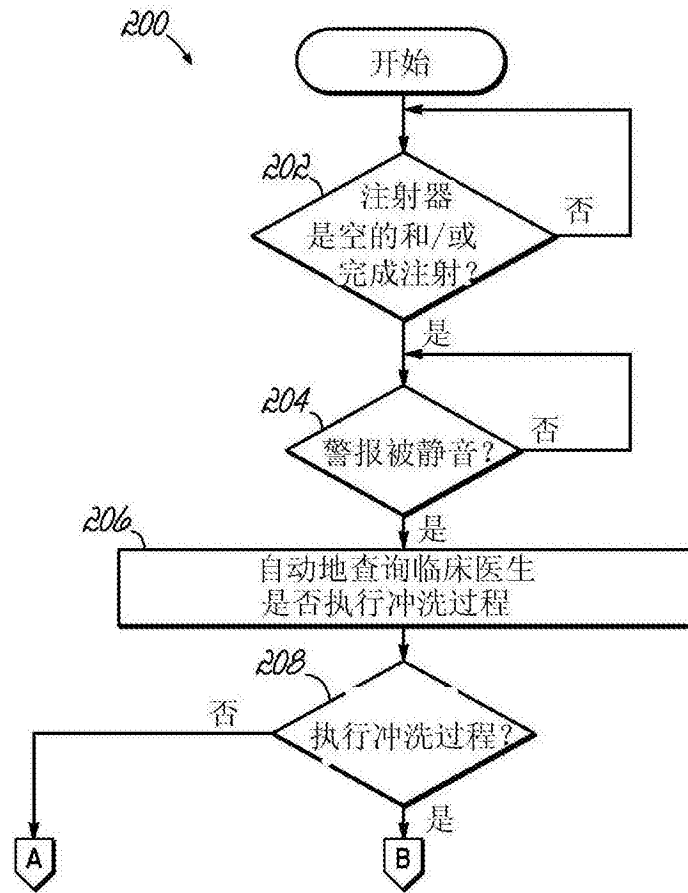 200
开始
202
注射器
是空的和/或
完成注射？
否
是
204
警报被静音？
否
是
206
自动地查询临床医生
是否执行冲洗过程
208
否
执行冲洗过程？
是
A
B